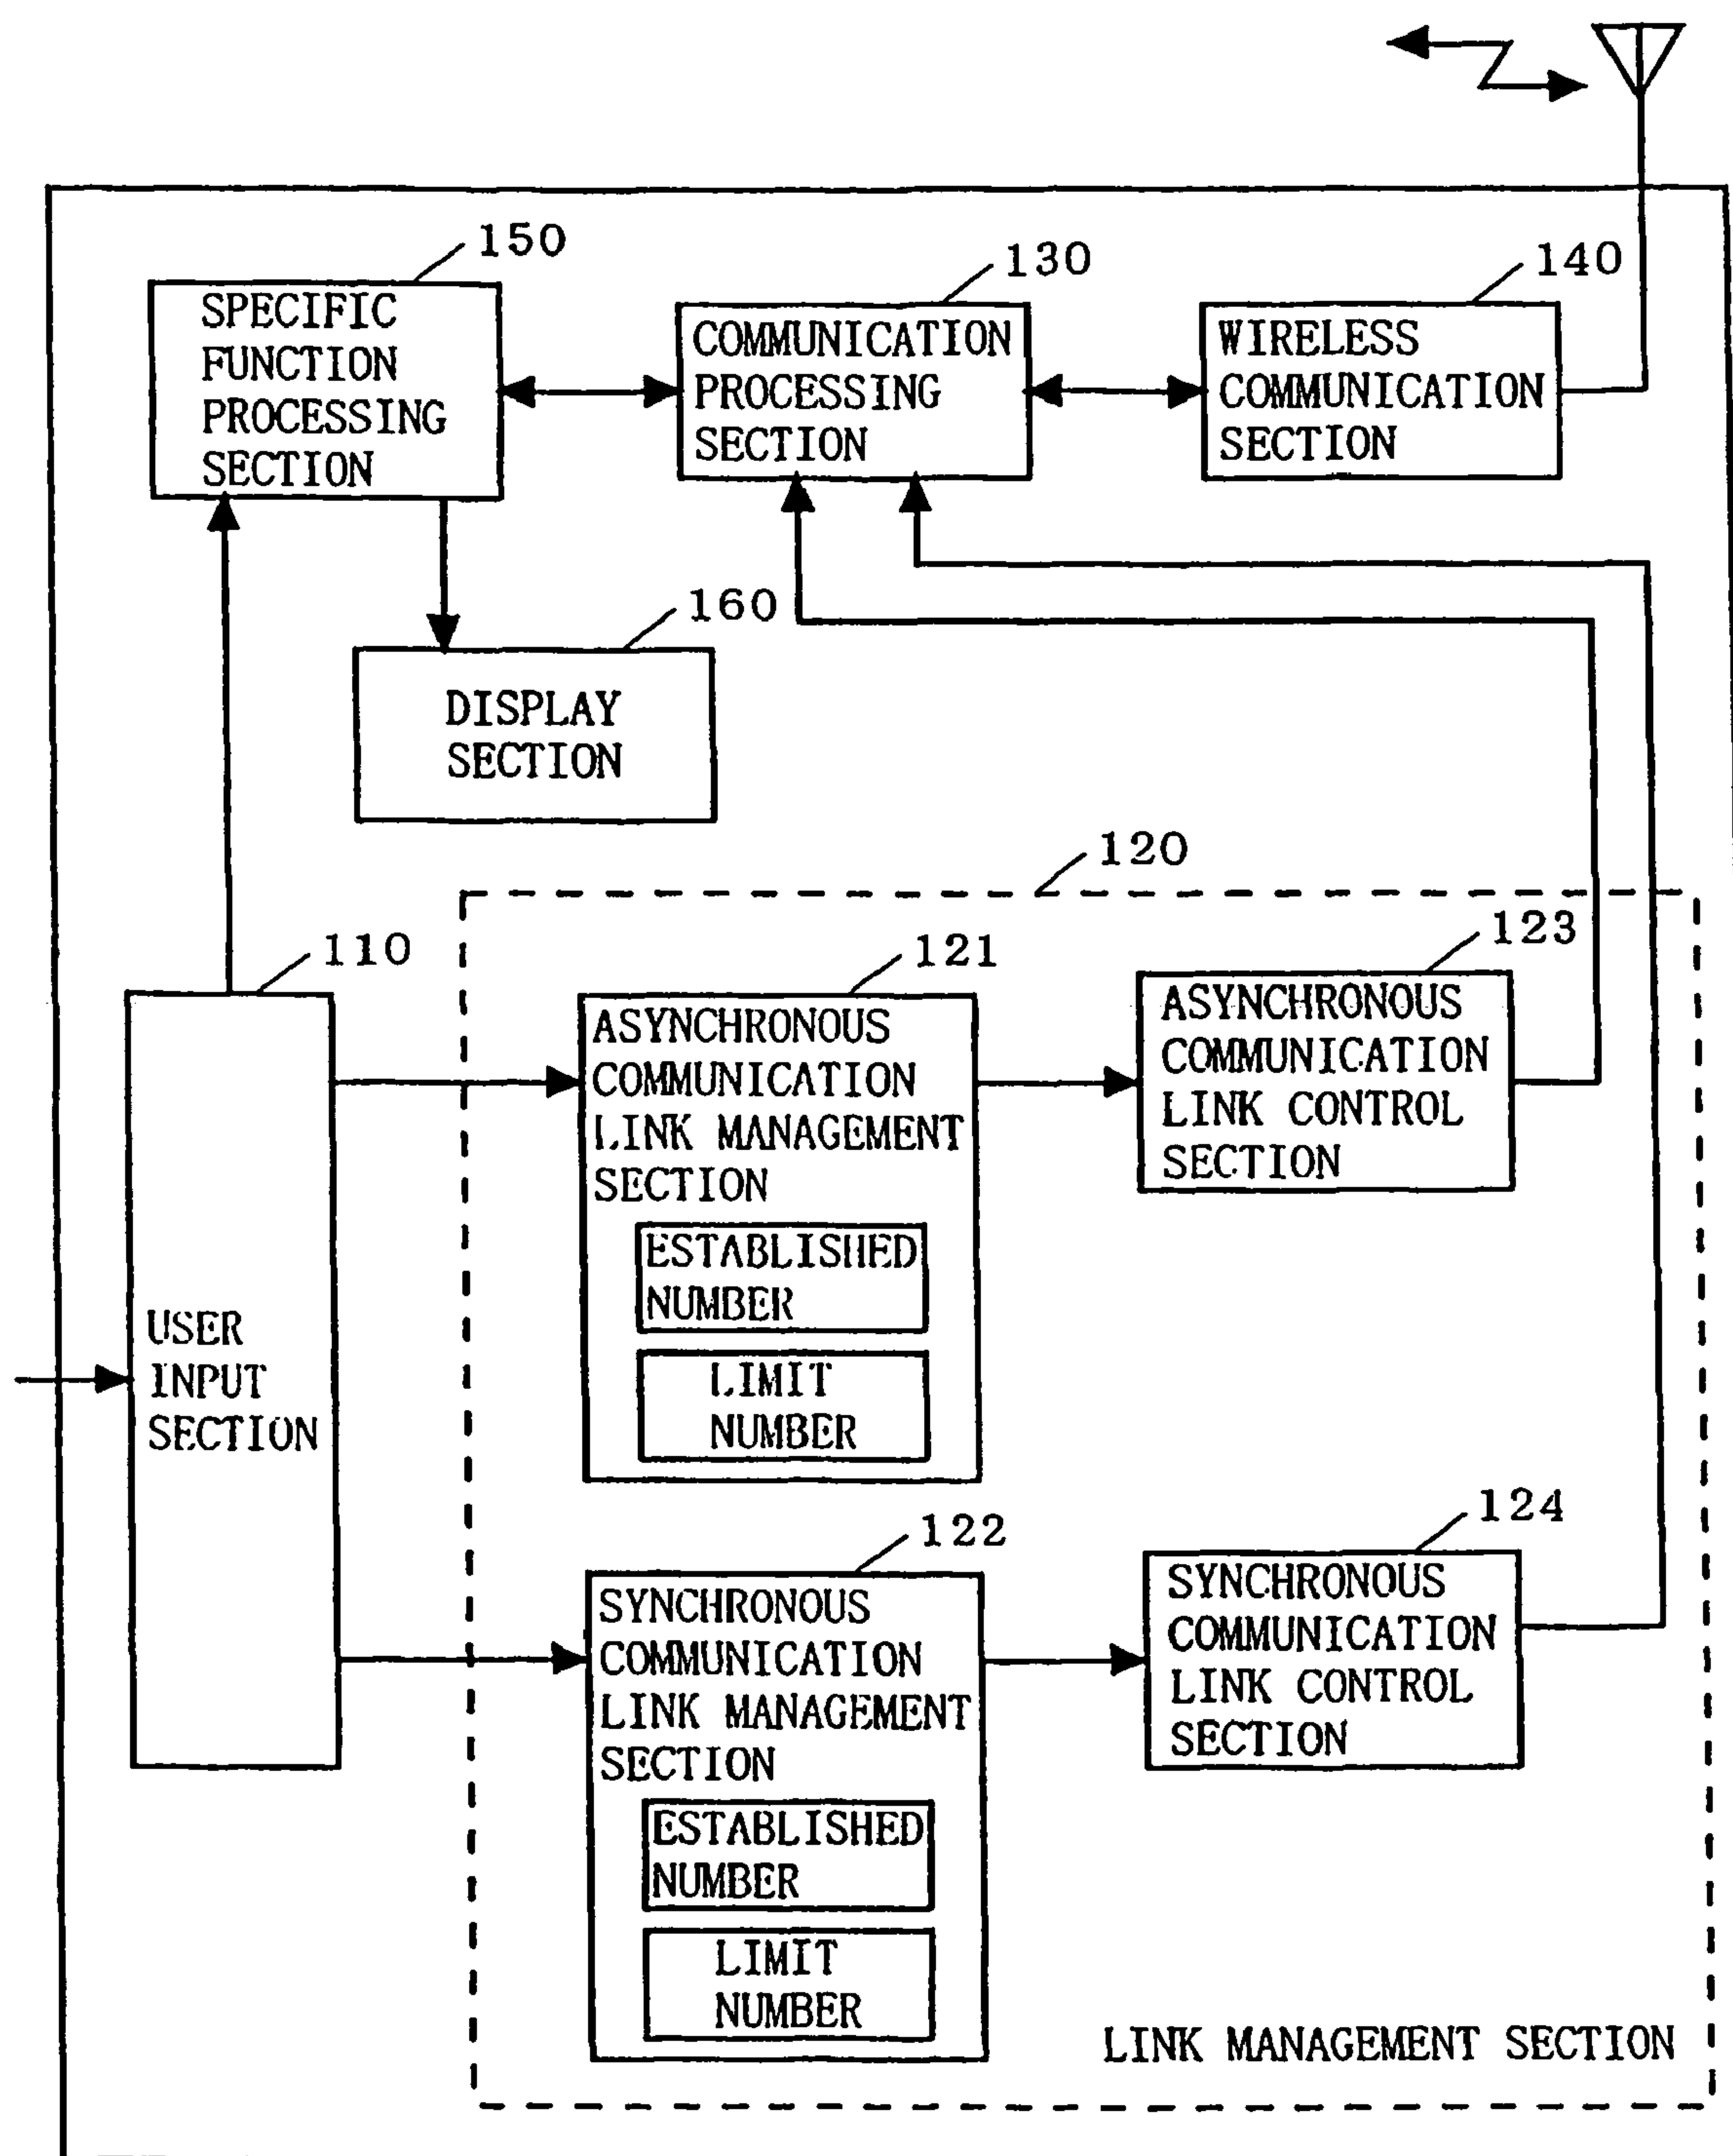 150
SPECIFIC
FUNCTION
PROCESSING
SECTION
130
COMMUNICATION
PROCESSING
SECTION
140
WIRELESS
COMMUNICATION
SECTION
160
DISPLAY
SECTION
120
110
USER
INPUT
SECTION
121
ASYNCHRONOUS
COMMUNICATION
LINK MANAGEMENT
SECTION
ESTABLISHED
NUMBER
LIMIT
NUMBER
123
ASYNCHRONOUS
COMMUNICATION
LINK CONTROL
SECTION
122
SYNCHRONOUS
COMMUNICATION
LINK MANAGEMENT
SECTION
ESTABLISHED
NUMBER
LIMIT
NUMBER
124
SYNCHRONOUS
COMMUNICATION
LINK CONTROL
SECTION
LINK MANAGEMENT SECTION